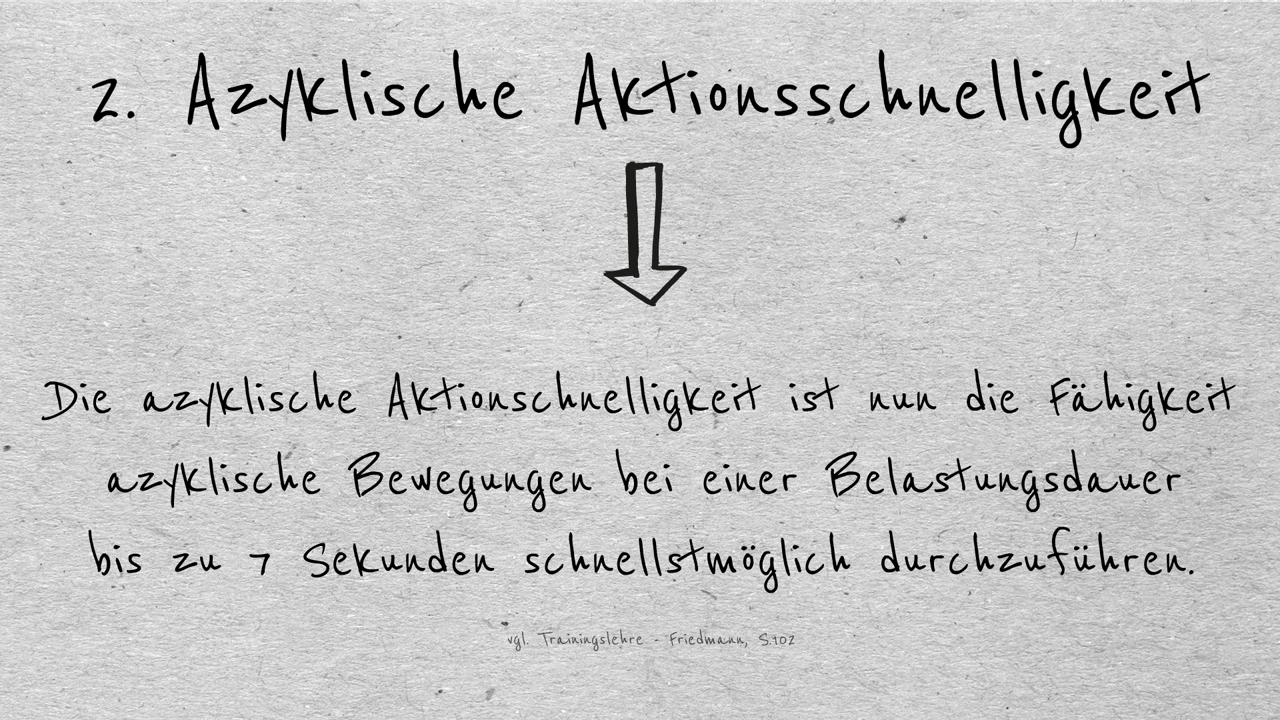 2. Azyklische Aktionsschnelligkeit
Die azyklische Aktionschnelligkeit ist nun die Fähigkeit
azyklische Bewegungen bei einer Belastungsdauer
bis zu 7 Sekunden schnellstmöglich durchzuführen.
vgl. Trainingslehre - Friedmann, S.102